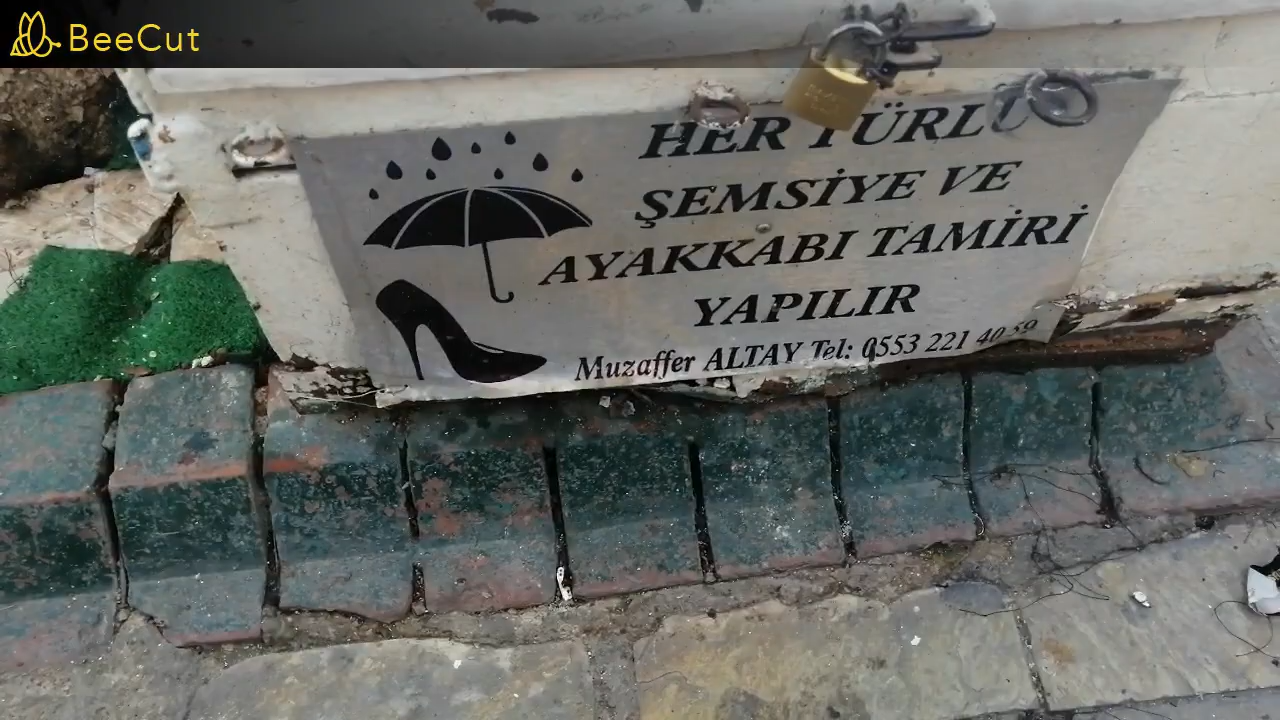 BeeCut
HER TÜRLÜ
ŞEMSİYE VE
AYAKKABI TAMİRİ
YAPILIR
Muzaffer ALTAY Tel: 0553 221 40 59